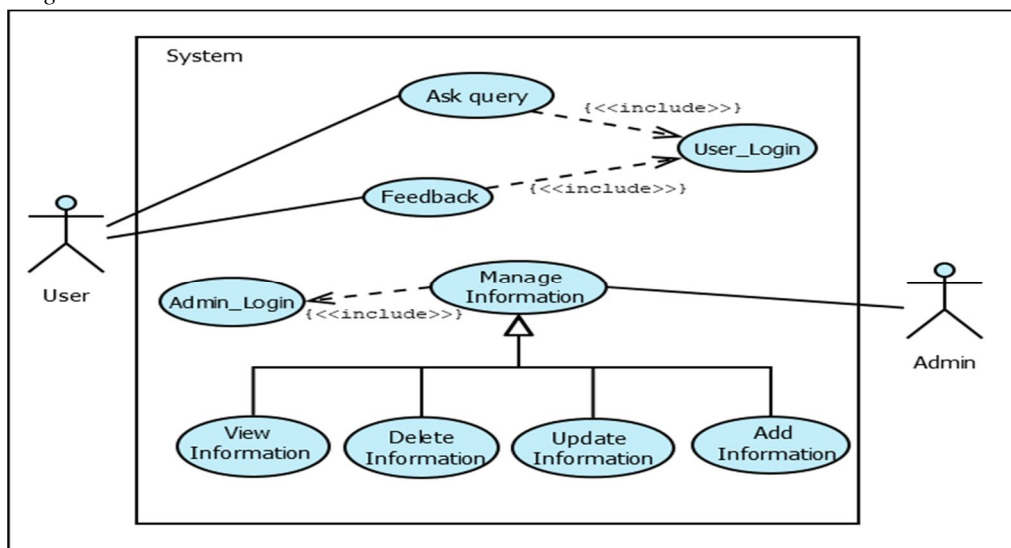 System
Ask query
{<<include>>}
User_Login
Feedback
{<<include>>}
User
Manage
Information
Admin_Login
{<<include>>}
Admin
View
Information
Delete
Information
Update
Information
Add
Information